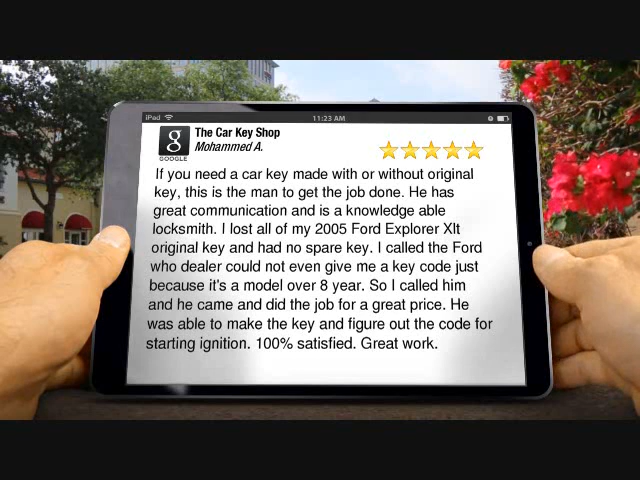 iPad
11:23 AM
g
GOOGLE
The Car Key Shop
Mohammed A.
If you need a car key made with or without original
key, this is the man to get the job done. He has
great communication and is a knowledge able
locksmith. I lost all of my 2005 Ford Explorer Xlt
original key and had no spare key. I called the Ford
who dealer could not even give me a key code just
because it's a model over 8 year. So I called him
and he came and did the job for a great price. He
was able to make the key and figure out the code for
starting ignition. 100% satisfied. Great work.